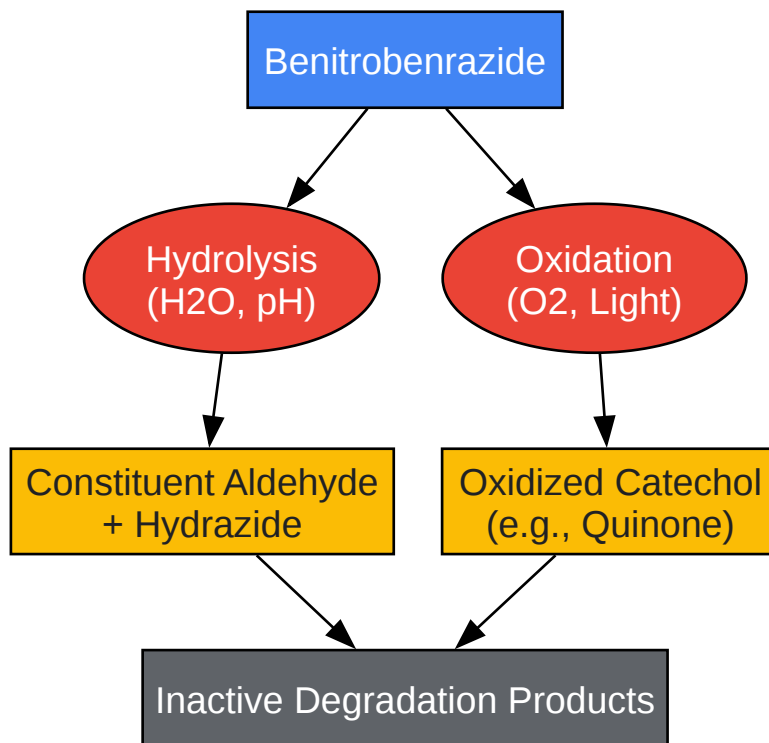 Benitrobenrazide
Hydrolysis
(H2O, pH)
Oxidation
(O2, Light)
Constituent Aldehyde
+ Hydrazide
Oxidized Catechol
(e.g., Quinone)
Inactive Degradation Products